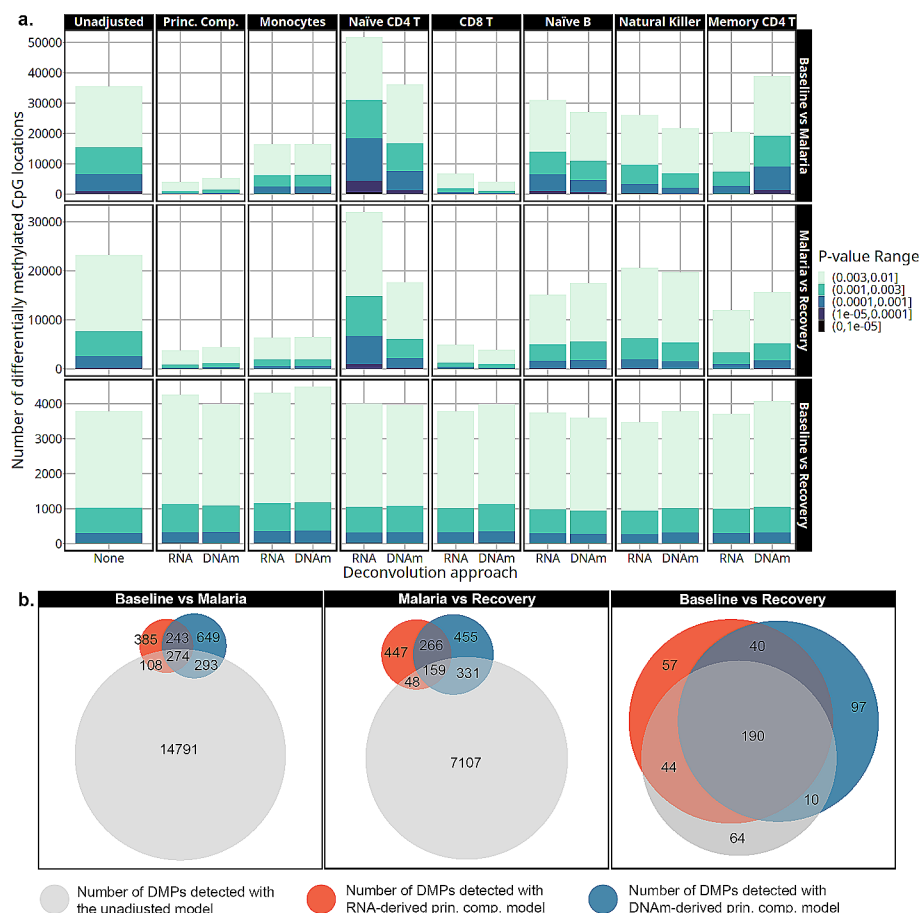 a.
Unadjusted Princ. Comp. Monocytes Naïve CD4 T CD8 T Naïve B Natural Killer Memory CD4 T
Number of differentially methylated CpG locations
50000
40000
30000
20000
10000
0
Baseline vs Malaria
30000
20000
10000
0
Malaria vs Recovery
4000
3000
2000
1000
0
Baseline vs Recovery
None RNA DNAm RNA DNAm RNA DNAm RNA DNAm RNA DNAm RNA DNAm RNA DNAm
Deconvolution approach
P-value Range
(0.003,0.01]
(0.001,0.003]
(0.0001,0.001]
(1e-05,0.0001]
(0,1e-05]
b.
Baseline vs Malaria Malaria vs Recovery Baseline vs Recovery
385 243 649
274
108 293
14791
447 266 455
159 331
48
7107
40
57
97
190
44
10
64
Number of DMPs detected with
the unadjusted model
Number of DMPs detected with
RNA-derived prin. comp. model
Number of DMPs detected with
DNAm-derived prin. comp. model